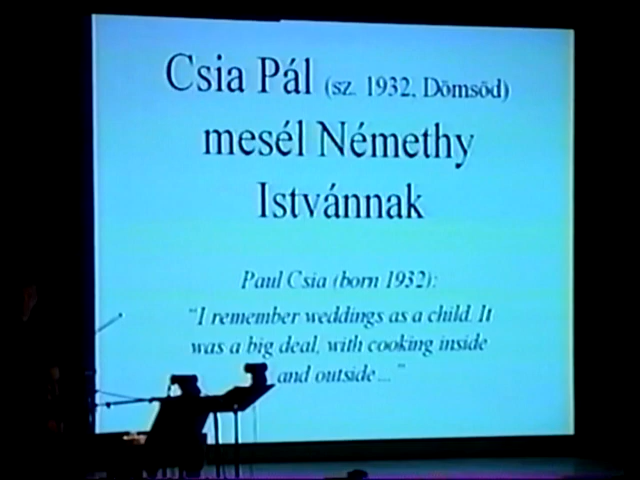 Csia Pál (sz. 1932, Dömsöd)
mesél Némethy
Istvánnak
Paul Csia (born 1932):
"I remember weddings as a child. It
was a big deal, with cooking inside
and outside..."